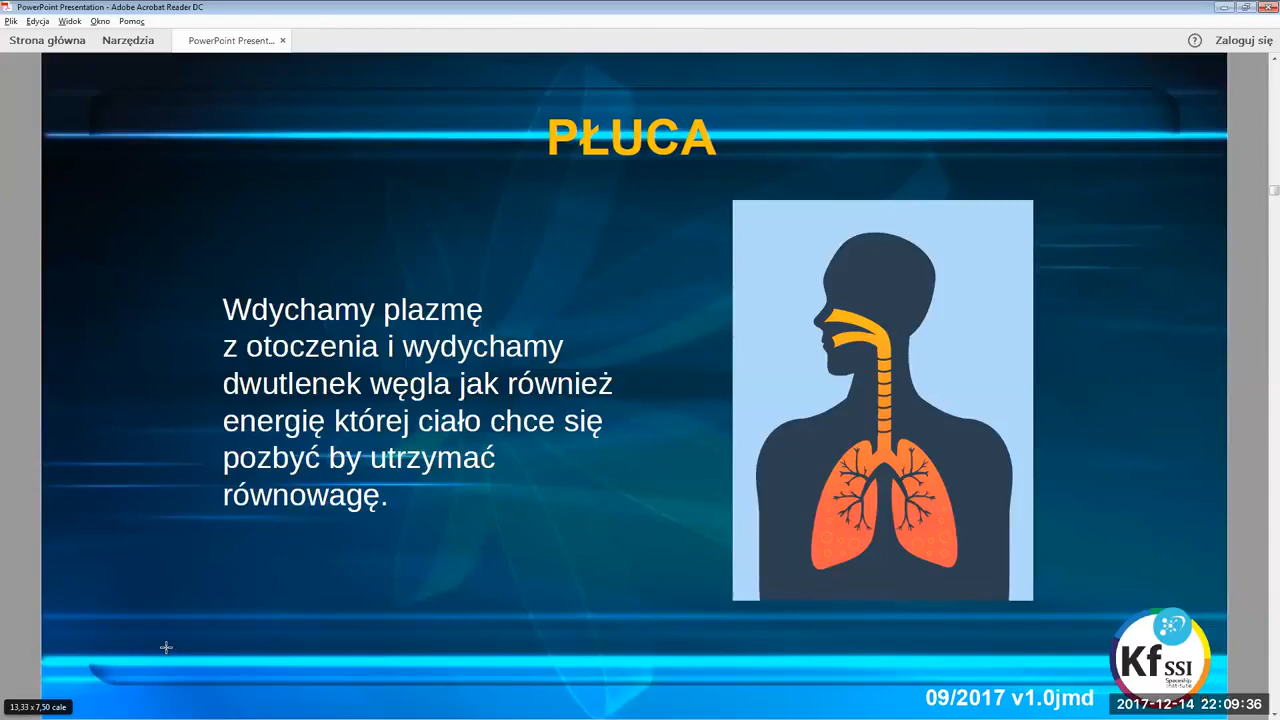 PowerPoint Presentation - Adobe Acrobat Reader DC
Plik Edycja Widok Okno Pomoc
Strona główna Narzędzia PowerPoint Present... × ? Zaloguj się
PŁUCA
Wdychamy plazmę
z otoczenia i wydychamy
dwutlenek węgla jak również
energię której ciało chce się
pozbyć by utrzymać
równowagę.
Kf SSI
Spaceship
Institute
09/2017 v1.0jmd
2017-12-14 22:09:36
13,33 x 7,50 cale